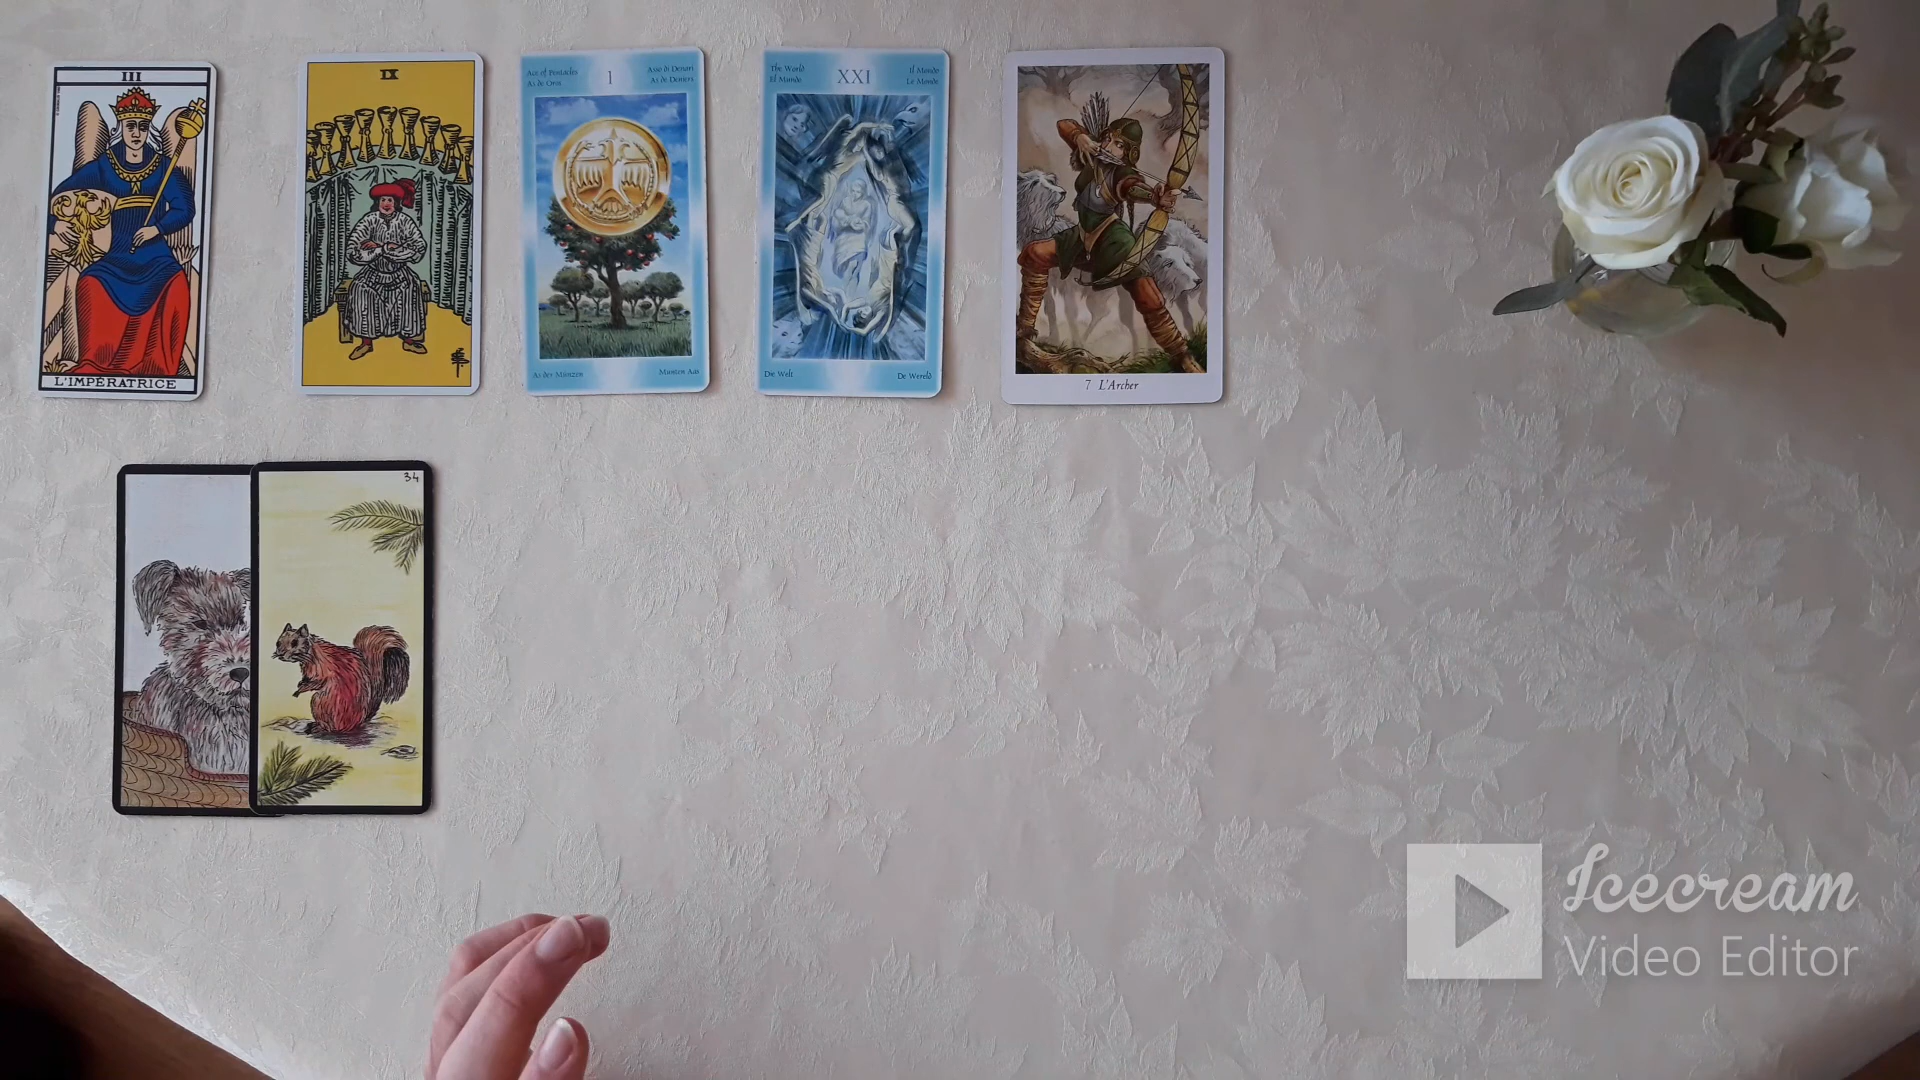 III
L'IMPÉRATRICE
IX
Ace of Pentacles
As de Oros
1
Asso di Denari
As de Deniers
As der Münzen
Munten Aas
The World
El Mundo
XXI
Il Mondo
Le Monde
Die Welt
De Wereld
7 L'Archer
34
Icecream
Video Editor